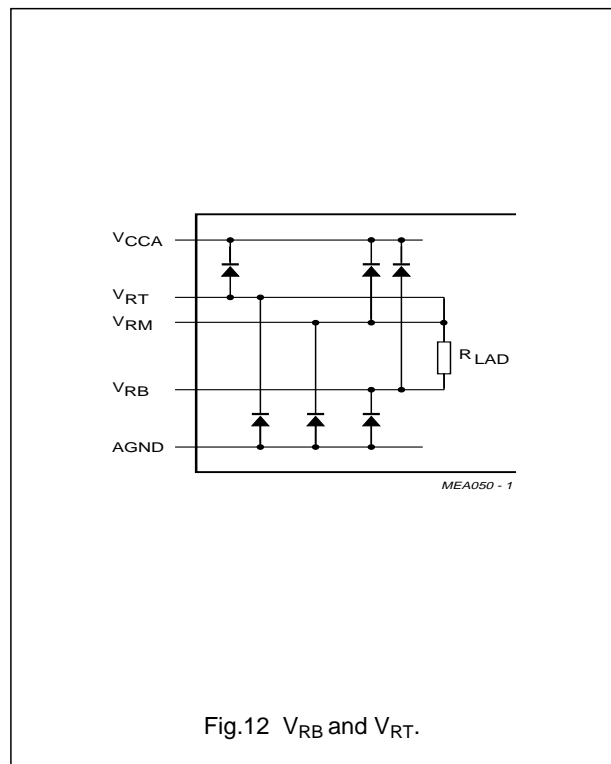 VCCA
VRT
VRM
RLAD
VRB
AGND
MEA050 - 1
Fig.12 VRB and VRT.